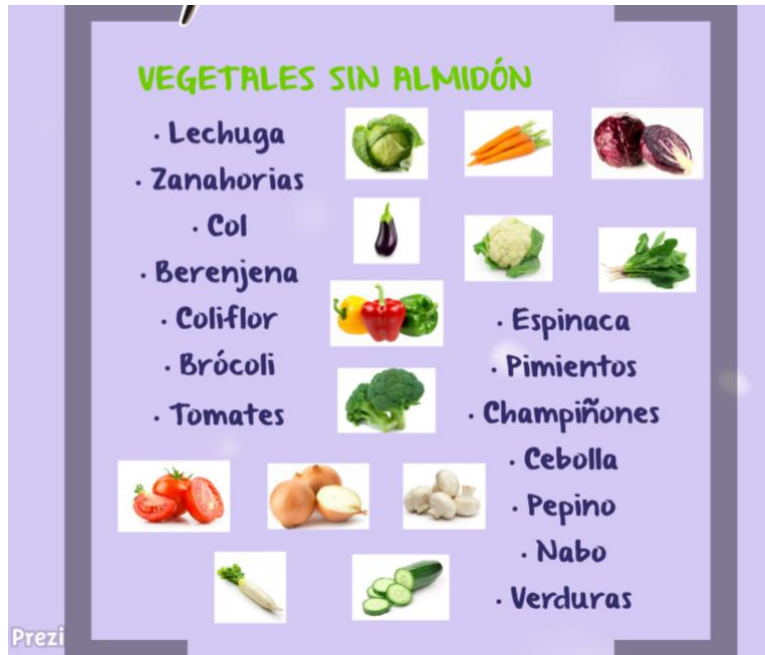 VEGETALES SIN ALMIDÓN
· Lechuga
· Zanahorias
· Col
· Berenjena
· Coliflor
· Brócoli
· Tomates
· Espinaca
· Pimientos
· Champiñones
· Cebolla
· Pepino
· Nabo
· Verduras
Prezi